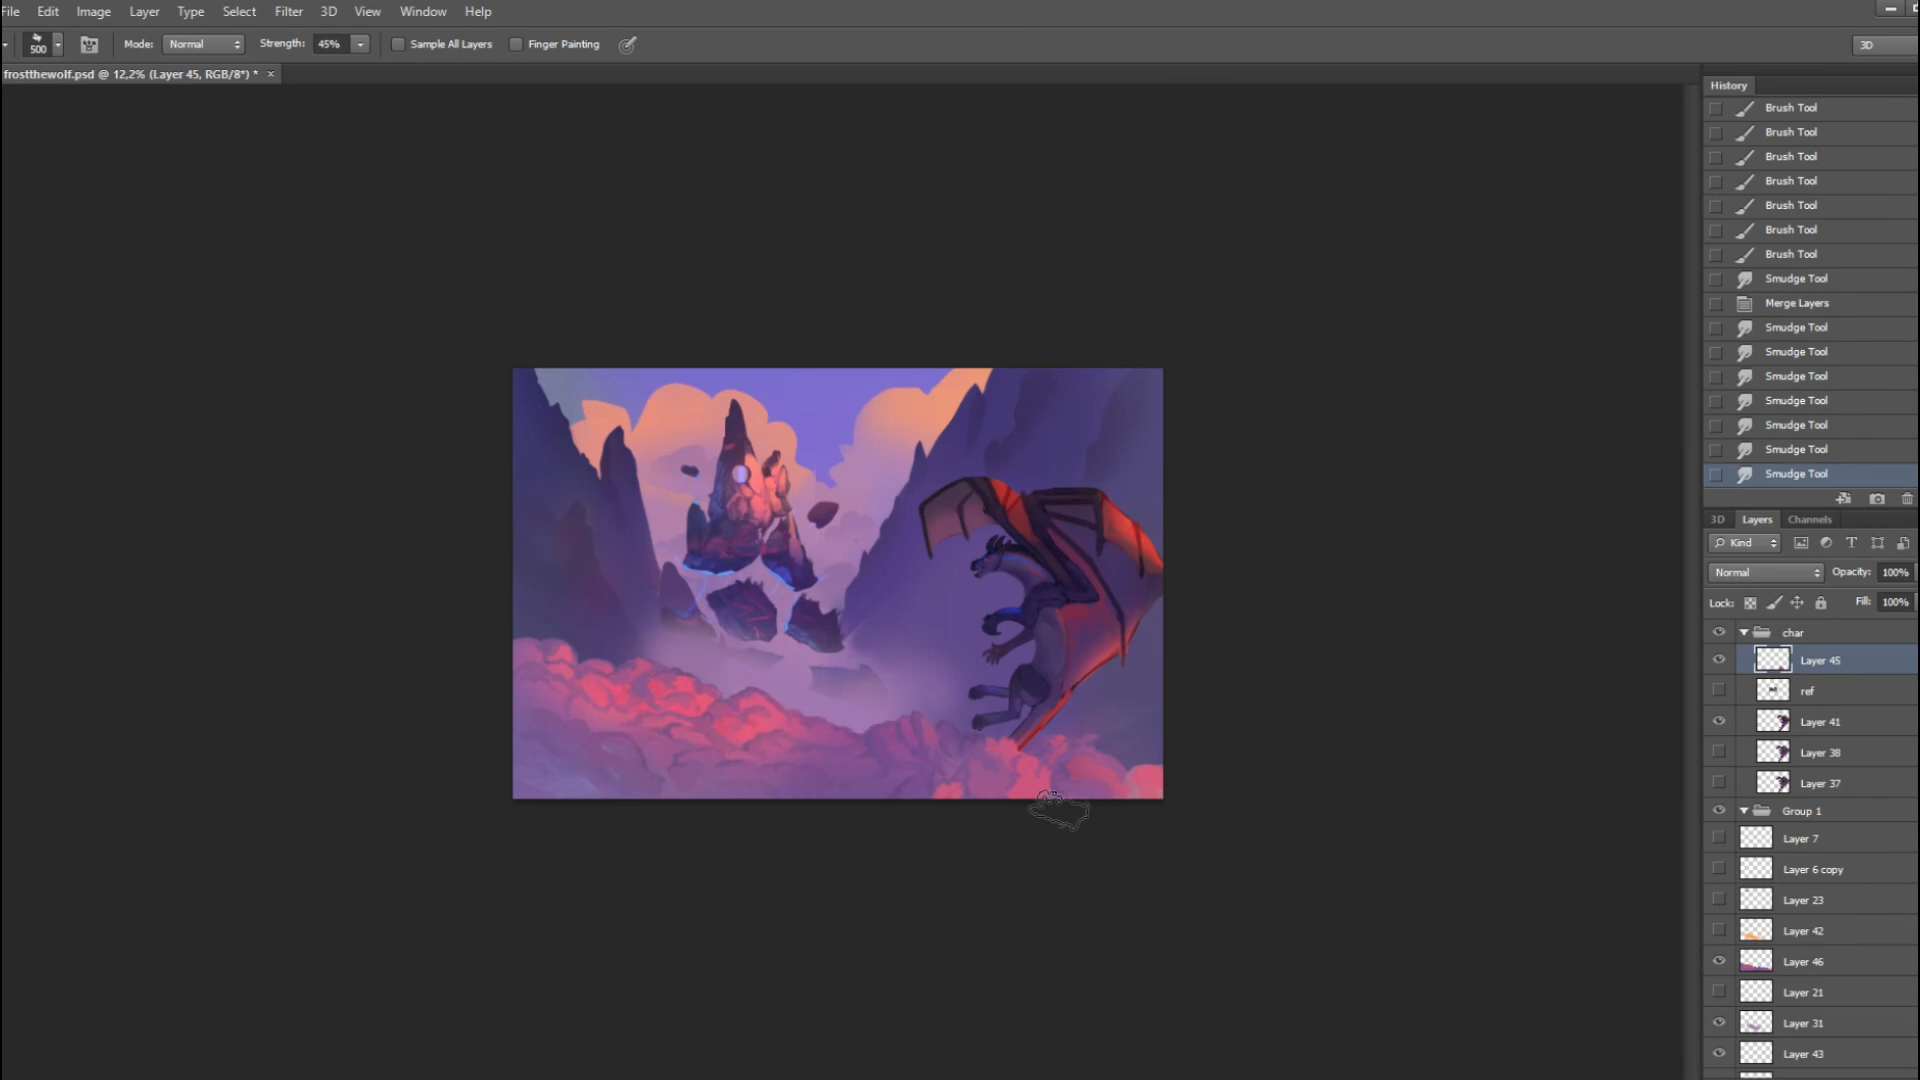 File Edit Image Layer Type Select Filter 3D View Window Help
500 Mode: Normal Strength: 45% Sample All Layers Finger Painting 3D
frostthewolf.psd @ 12,2% (Layer 45, RGB/8*) * ×
History
Brush Tool
Brush Tool
Brush Tool
Brush Tool
Brush Tool
Brush Tool
Brush Tool
Smudge Tool
Merge Layers
Smudge Tool
Smudge Tool
Smudge Tool
Smudge Tool
Smudge Tool
Smudge Tool
Smudge Tool
3D Layers Channels
Kind
Normal Opacity: 100%
Lock: Fill: 100%
char
Layer 45
ref
Layer 41
Layer 38
Layer 37
Group 1
Layer 7
Layer 6 copy
Layer 23
Layer 42
Layer 46
Layer 21
Layer 31
Layer 43